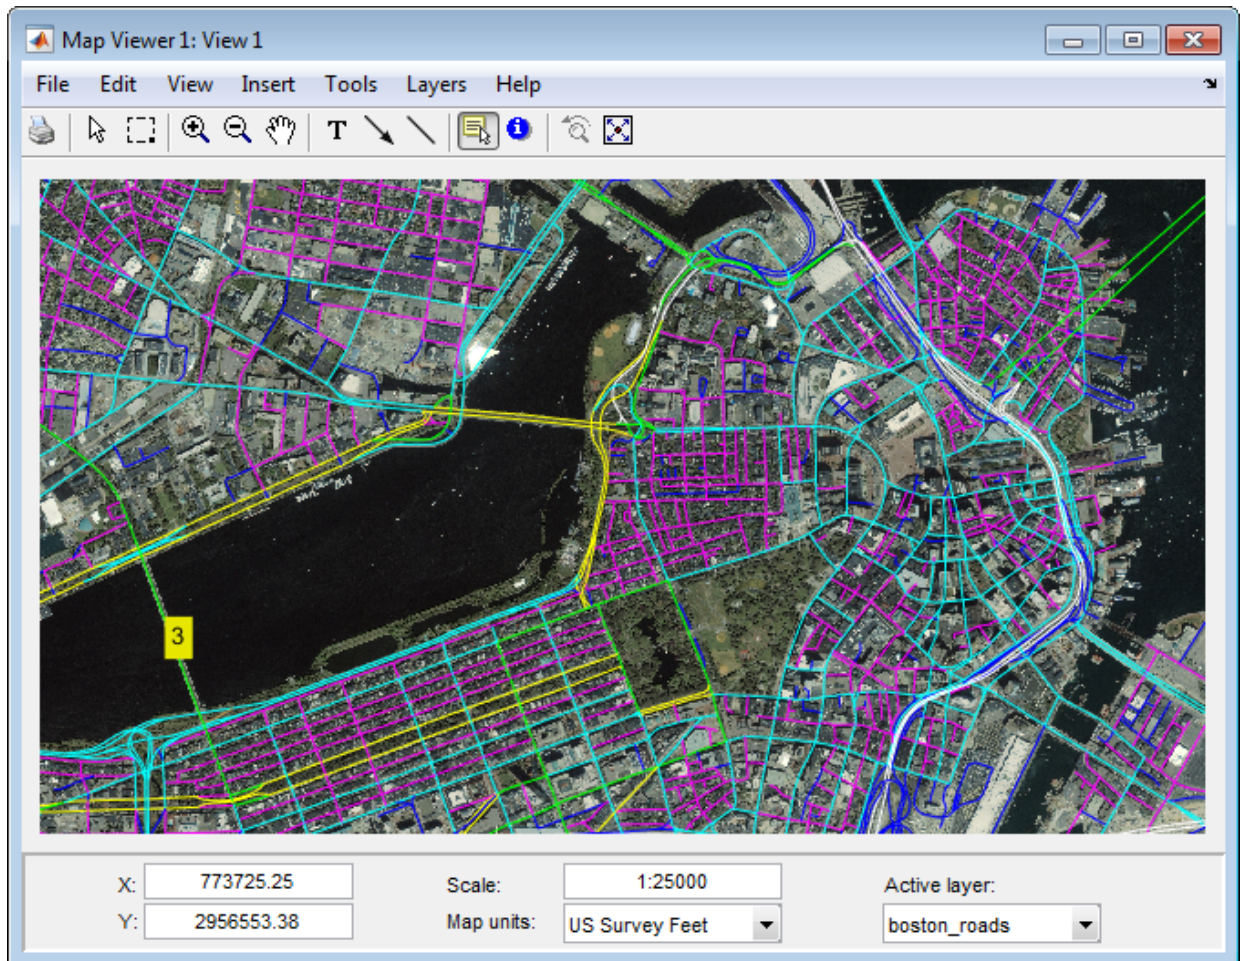 Map Viewer 1: View 1
File Edit View Insert Tools Layers Help
T
3
X: 773725.25 Scale: 1:25000 Active layer:
Y: 2956553.38 Map units: US Survey Feet boston_roads